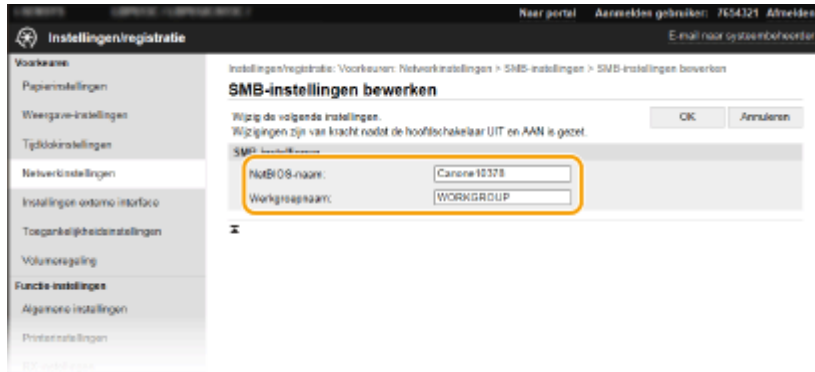 Naar portal Aanmelden gebruiker: 7654321 Afmelden
Instellingen/registratie
E-mail naar systeembeheerder
Voorkeuren
Papierinstellingen
Weergave-instellingen
Tijdklokinstellingen
Netwerkinstellingen
Instellingen externe interface
Toegankelijkheidsinstellingen
Volumeregeling
Functie-instellingen
Algemene instellingen
Printerinstellingen
Instellingen/registratie: Voorkeuren: Netwerkinstellingen > SMB-instellingen > SMB-instellingen bewerken
SMB-instellingen bewerken
Wijzig de volgende instellingen.
Wijzigingen zijn van kracht nadat de hoofdschakelaar UIT en AAN is gezet.
OK Annuleren
SMB-instellingen
NetBIOS-naam: Canone10378
Werkgroepnaam: WORKGROUP